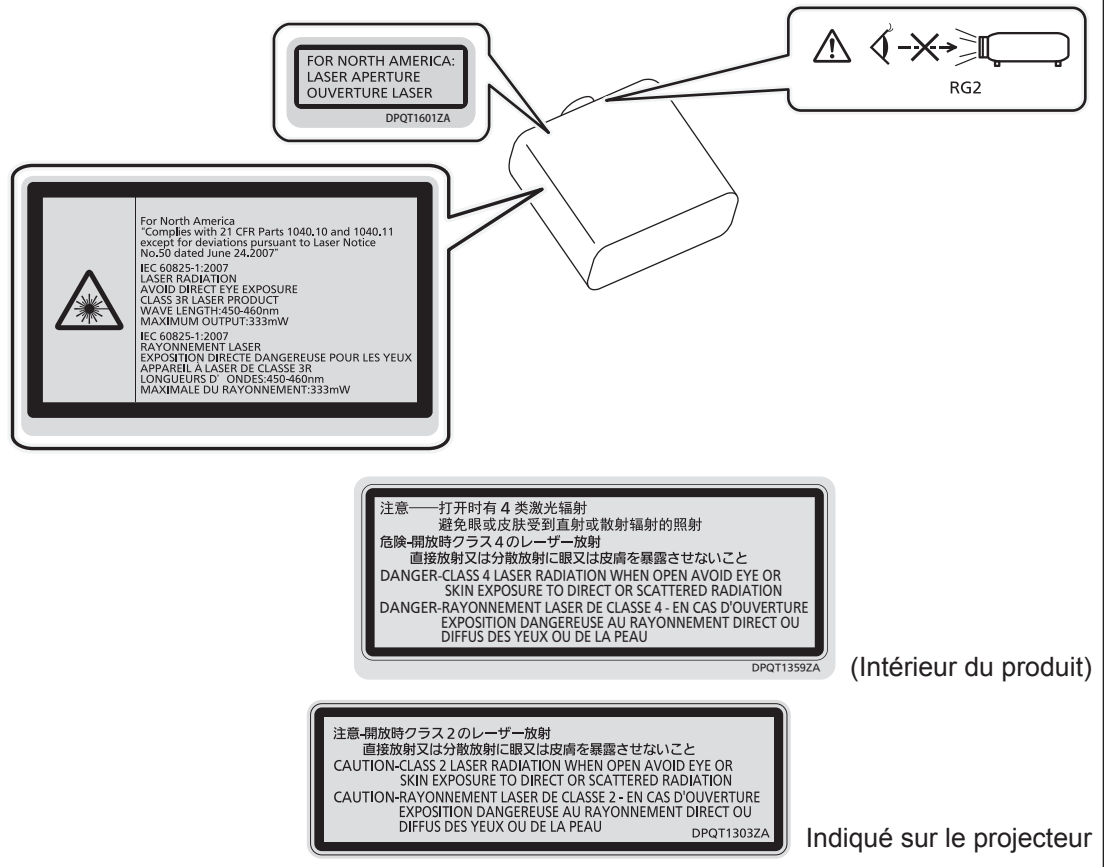 FOR NORTH AMERICA:
LASER APERTURE
OUVERTURE LASER
DPQT1601ZA
RG2
For North America
"Complies with 21 CFR Parts 1040.10 and 1040.11
except for deviations pursuant to Laser Notice
No.50 dated June 24.2007"
IEC 60825-1:2007
LASER RADIATION
AVOID DIRECT EYE EXPOSURE
CLASS 3R LASER PRODUCT
WAVE LENGTH:450-460nm
MAXIMUM OUTPUT:333mW
IEC 60825-1:2007
RAYONNEMENT LASER
EXPOSITION DIRECTE DANGEREUSE POUR LES YEUX
APPAREIL À LASER DE CLASSE 3R
LONGUEURS D' ONDES:450-460nm
MAXIMALE DU RAYONNEMENT:333mW
注意——打开时有 4 类激光辐射
避免眼或皮肤受到直射或散射辐射的照射
危険-開放時クラス 4 のレーザー放射
直接放射又は分散放射に眼又は皮膚を暴露させないこと
DANGER-CLASS 4 LASER RADIATION WHEN OPEN AVOID EYE OR
SKIN EXPOSURE TO DIRECT OR SCATTERED RADIATION
DANGER-RAYONNEMENT LASER DE CLASSE 4 - EN CAS D'OUVERTURE
EXPOSITION DANGEREUSE AU RAYONNEMENT DIRECT OU
DIFFUS DES YEUX OU DE LA PEAU
DPQT1359ZA
(Intérieur du produit)
注意-開放時クラス 2 のレーザー放射
直接放射又は分散放射に眼又は皮膚を暴露させないこと
CAUTION-CLASS 2 LASER RADIATION WHEN OPEN AVOID EYE OR
SKIN EXPOSURE TO DIRECT OR SCATTERED RADIATION
CAUTION-RAYONNEMENT LASER DE CLASSE 2 - EN CAS D'OUVERTURE
EXPOSITION DANGEREUSE AU RAYONNEMENT DIRECT OU
DIFFUS DES YEUX OU DE LA PEAU
DPQT1303ZA
Indiqué sur le projecteur